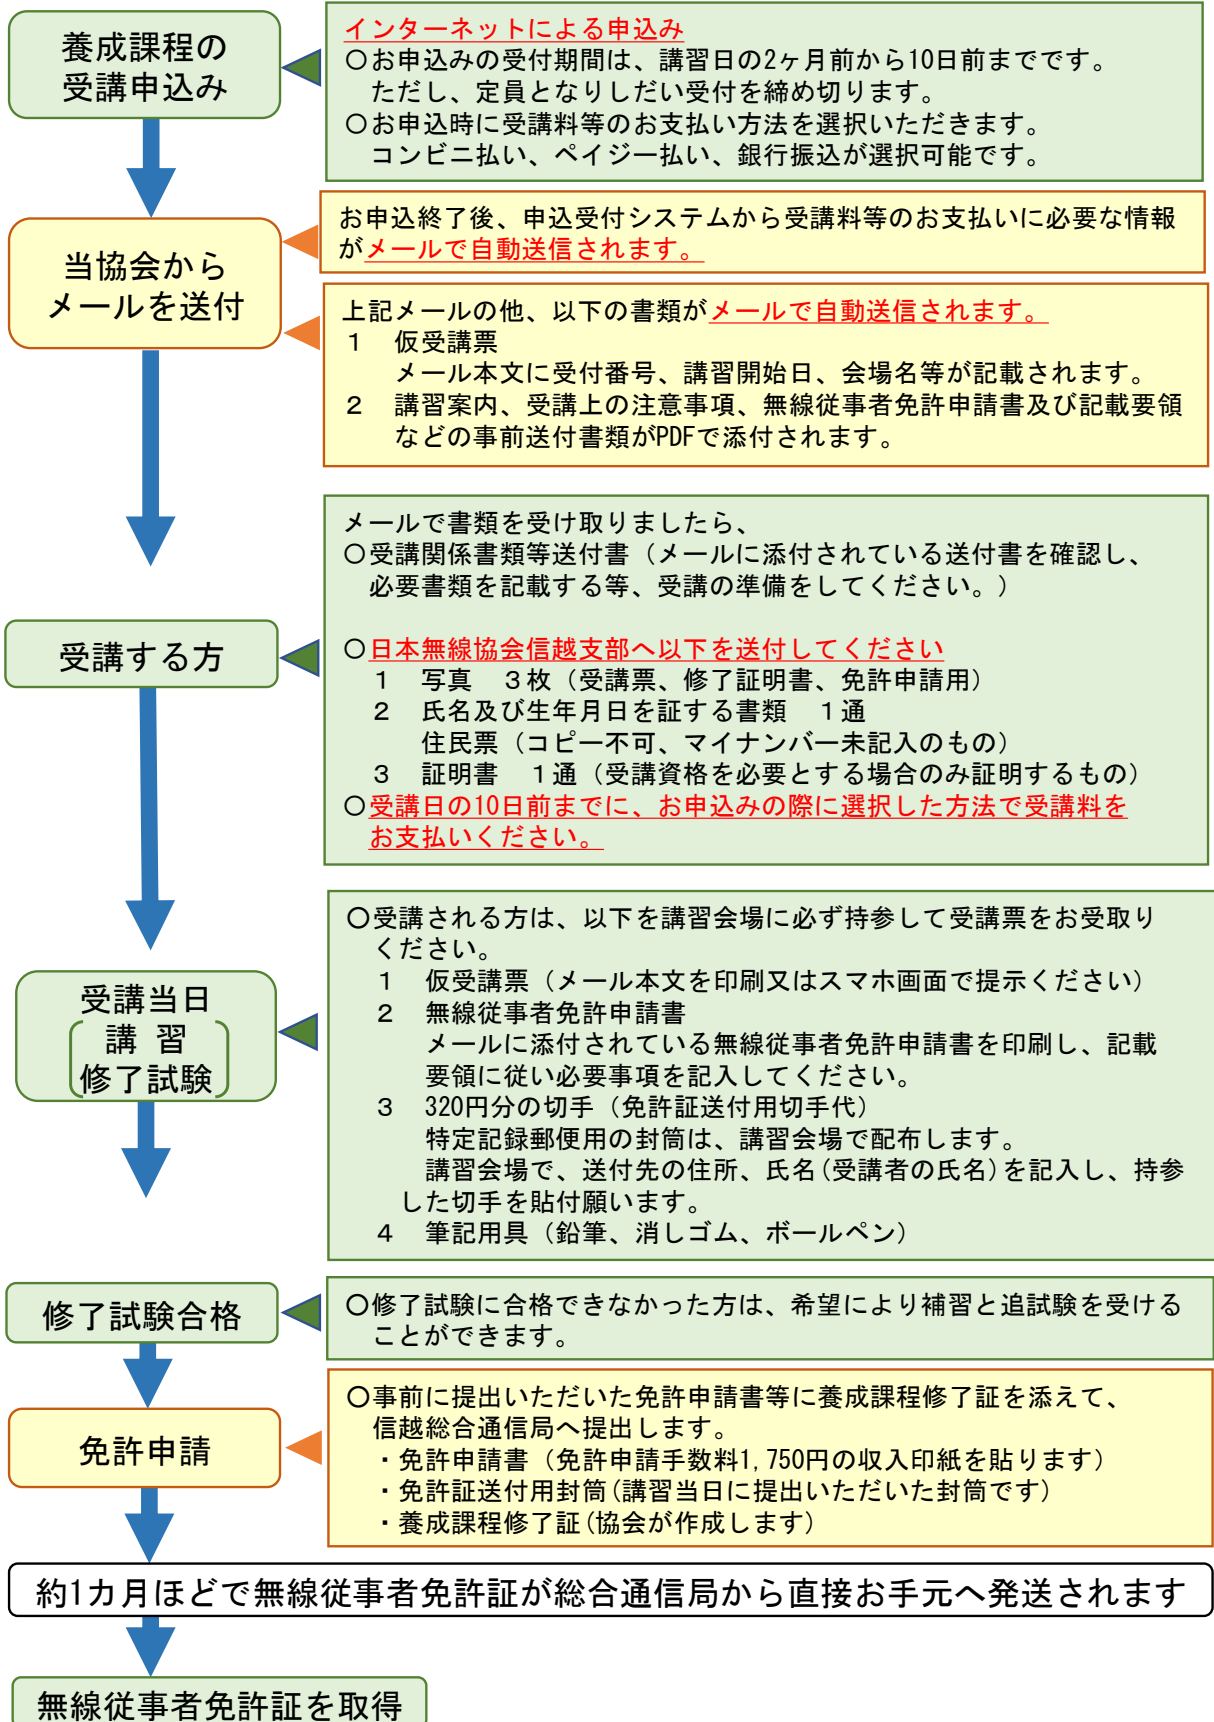 養成課程の
受講申込み
インターネットによる申込み
○お申込みの受付期間は、講習日の2ヶ月前から10日前までです。
ただし、定員となりしだい受付を締め切ります。
○お申込時に受講料等のお支払い方法を選択いただきます。
コンビニ払い、ペイジー払い、銀行振込が選択可能です。
当協会から
メールを送付
お申込終了後、申込受付システムから受講料等のお支払いに必要な情報
がメールで自動送信されます。
上記メールの他、以下の書類がメールで自動送信されます。
１　仮受講票
メール本文に受付番号、講習開始日、会場名等が記載されます。
２　講習案内、受講上の注意事項、無線従事者免許申請書及び記載要領
などの事前送付書類がPDFで添付されます。
受講する方
メールで書類を受け取りましたら、
○受講関係書類等送付書（メールに添付されている送付書を確認し、
必要書類を記載する等、受講の準備をしてください。）
○日本無線協会信越支部へ以下を送付してください
１　写真　３枚（受講票、修了証明書、免許申請用）
２　氏名及び生年月日を証する書類　１通
住民票（コピー不可、マイナンバー未記入のもの）
３　証明書　１通（受講資格を必要とする場合のみ証明するもの）
○受講日の10日前までに、お申込みの際に選択した方法で受講料を
お支払いください。
受講当日
講 習
修了試験
○受講される方は、以下を講習会場に必ず持参して受講票をお受取り
ください。
１　仮受講票（メール本文を印刷又はスマホ画面で提示ください）
２　無線従事者免許申請書
メールに添付されている無線従事者免許申請書を印刷し、記載
要領に従い必要事項を記入してください。
３　320円分の切手（免許証送付用切手代）
特定記録郵便用の封筒は、講習会場で配布します。
講習会場で、送付先の住所、氏名(受講者の氏名)を記入し、持参
した切手を貼付願います。
４　筆記用具（鉛筆、消しゴム、ボールペン）
修了試験合格
○修了試験に合格できなかった方は、希望により補習と追試験を受ける
ことができます。
免許申請
○事前に提出いただいた免許申請書等に養成課程修了証を添えて、
信越総合通信局へ提出します。
・免許申請書（免許申請手数料1,750円の収入印紙を貼ります）
・免許証送付用封筒(講習当日に提出いただいた封筒です)
・養成課程修了証(協会が作成します)
約1カ月ほどで無線従事者免許証が総合通信局から直接お手元へ発送されます
無線従事者免許証を取得